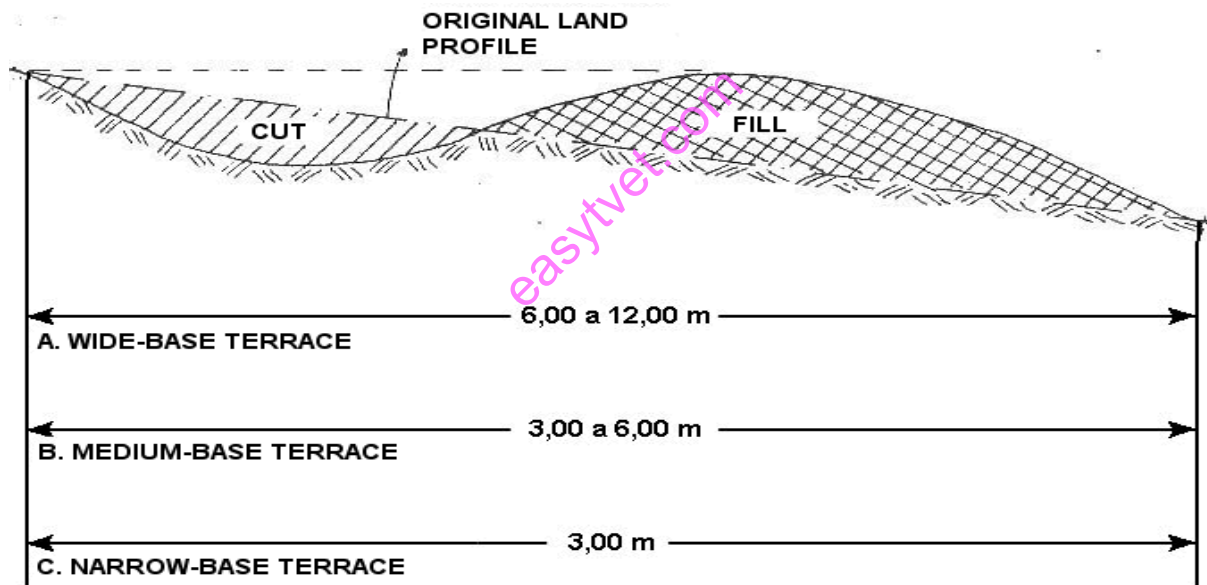 ORIGINAL LAND
PROFILE
CUT
FILL
easytvet.com
6,00 a 12,00 m
A. WIDE-BASE TERRACE
3,00 a 6,00 m
B. MEDIUM-BASE TERRACE
3,00 m
C. NARROW-BASE TERRACE